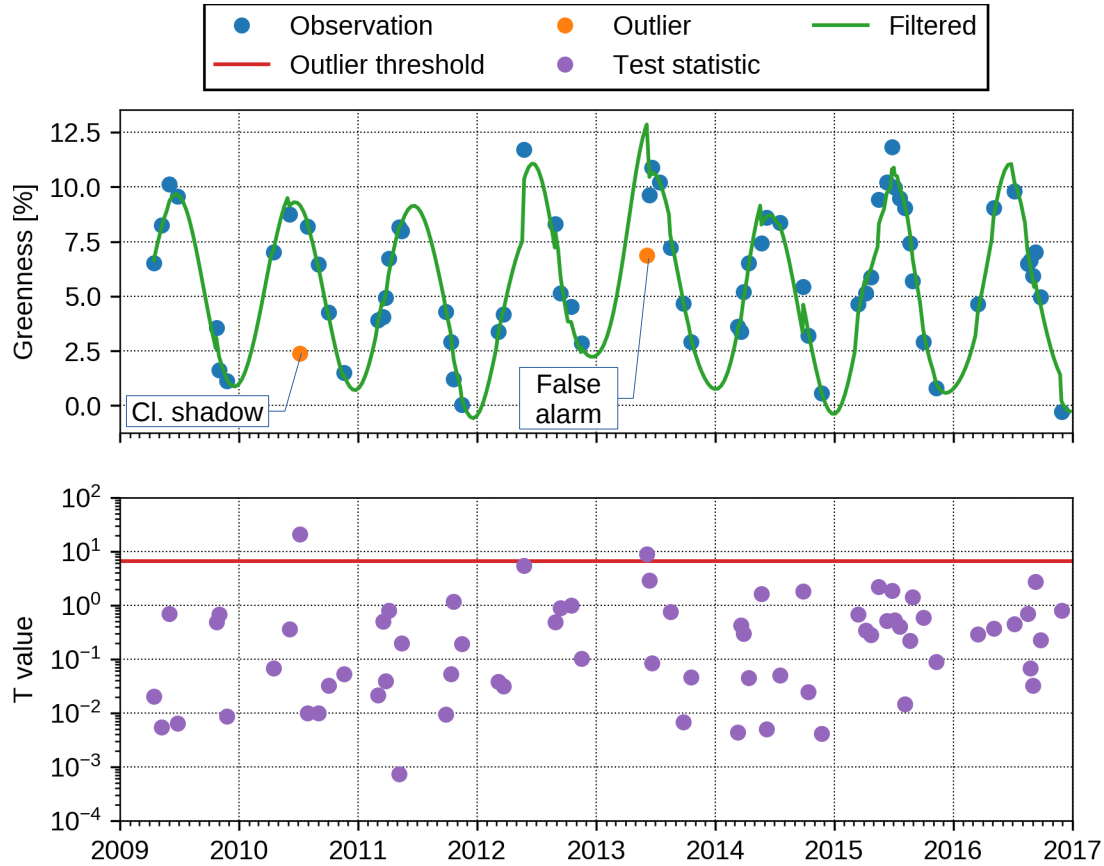 Observation Outlier Filtered
Outlier threshold Test statistic
12.5
10.0
7.5
5.0
2.5
0.0
Greenness [%]
Cl. shadow
False
alarm
10²
10¹
10⁰
10⁻¹
10⁻²
10⁻³
10⁻⁴
T value
2009 2010 2011 2012 2013 2014 2015 2016 2017